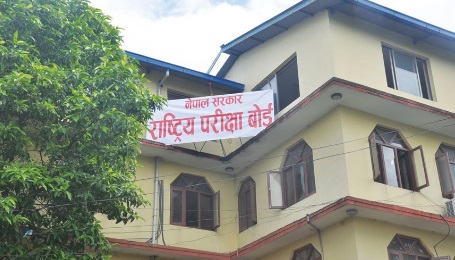 नेपाल सरकार
राष्ट्रिय परीक्षा बोर्ड